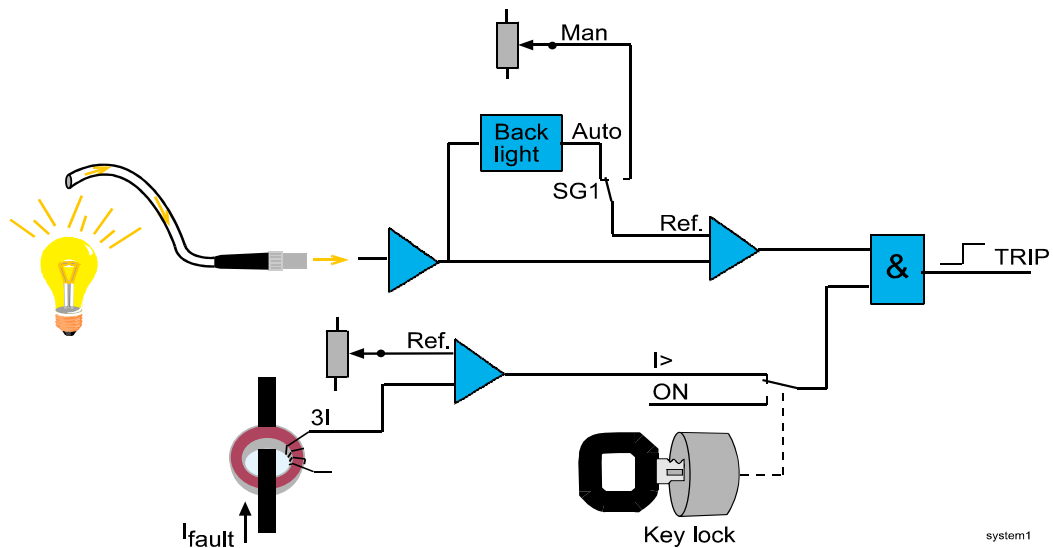 Man
Back
light
Auto
SG1
Ref.
&
TRIP
Ref.
I>
ON
3I
Ifault
Key lock
system1